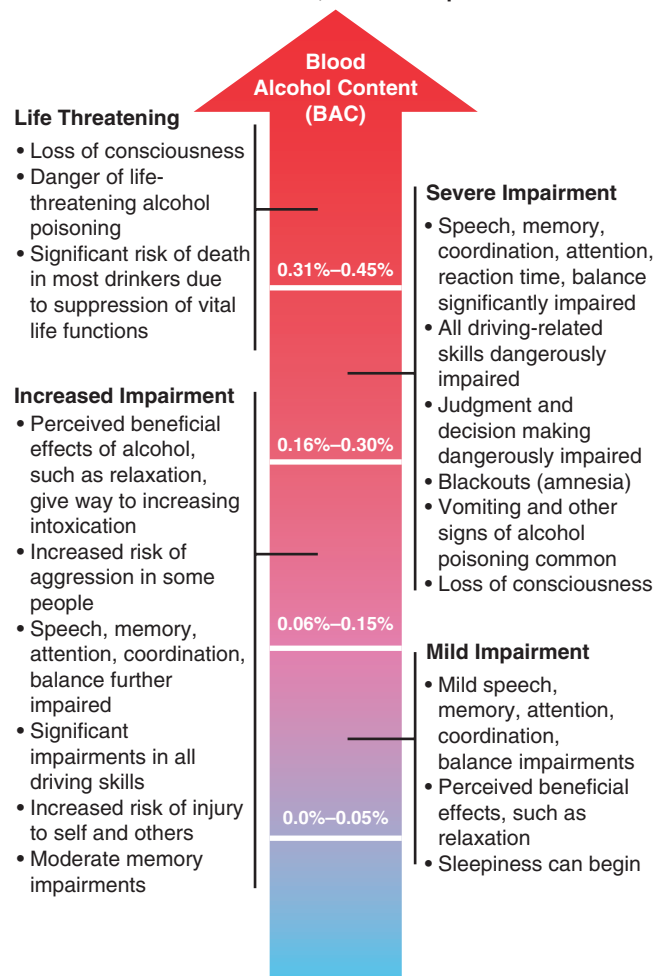 Blood
Alcohol Content
(BAC)
Life Threatening
• Loss of consciousness
• Danger of life-
threatening alcohol
poisoning
• Significant risk of death
in most drinkers due
to suppression of vital
life functions
0.31%–0.45%
Severe Impairment
• Speech, memory,
coordination, attention,
reaction time, balance
significantly impaired
• All driving-related
skills dangerously
impaired
• Judgment and
decision making
dangerously impaired
• Blackouts (amnesia)
• Vomiting and other
signs of alcohol
poisoning common
• Loss of consciousness
0.16%–0.30%
Increased Impairment
• Perceived beneficial
effects of alcohol,
such as relaxation,
give way to increasing
intoxication
• Increased risk of
aggression in some
people
• Speech, memory,
attention, coordination,
balance further
impaired
• Significant
impairments in all
driving skills
• Increased risk of injury
to self and others
• Moderate memory
impairments
0.06%–0.15%
Mild Impairment
• Mild speech,
memory, attention,
coordination,
balance impairments
• Perceived beneficial
effects, such as
relaxation
• Sleepiness can begin
0.0%–0.05%